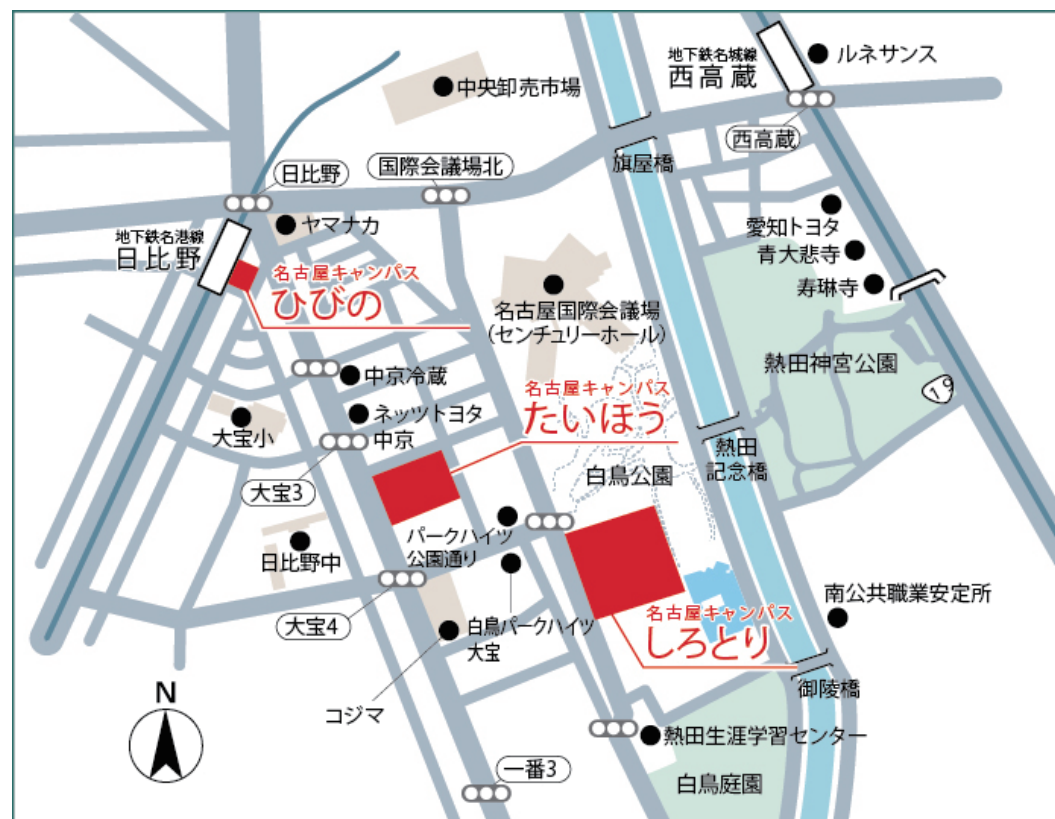 地下鉄名城線
西高蔵
ルネサンス
中央卸売市場
西高蔵
旗屋橋
国際会議場北
日比野
ヤマナカ
地下鉄名港線
日比野
名古屋キャンパス
ひびの
愛知トヨタ
青大悲寺
寿琳寺
名古屋国際会議場
(センチュリーホール)
熱田神宮公園
19
中京冷蔵
ネッツトヨタ
中京
名古屋キャンパス
たいほう
大宝小
大宝3
熱田
記念橋
白鳥公園
パークハイツ
公園通り
日比野中
大宝4
南公共職業安定所
名古屋キャンパス
しろとり
白鳥パークハイツ
大宝
御陵橋
コジマ
N
熱田生涯学習センター
一番3
白鳥庭園